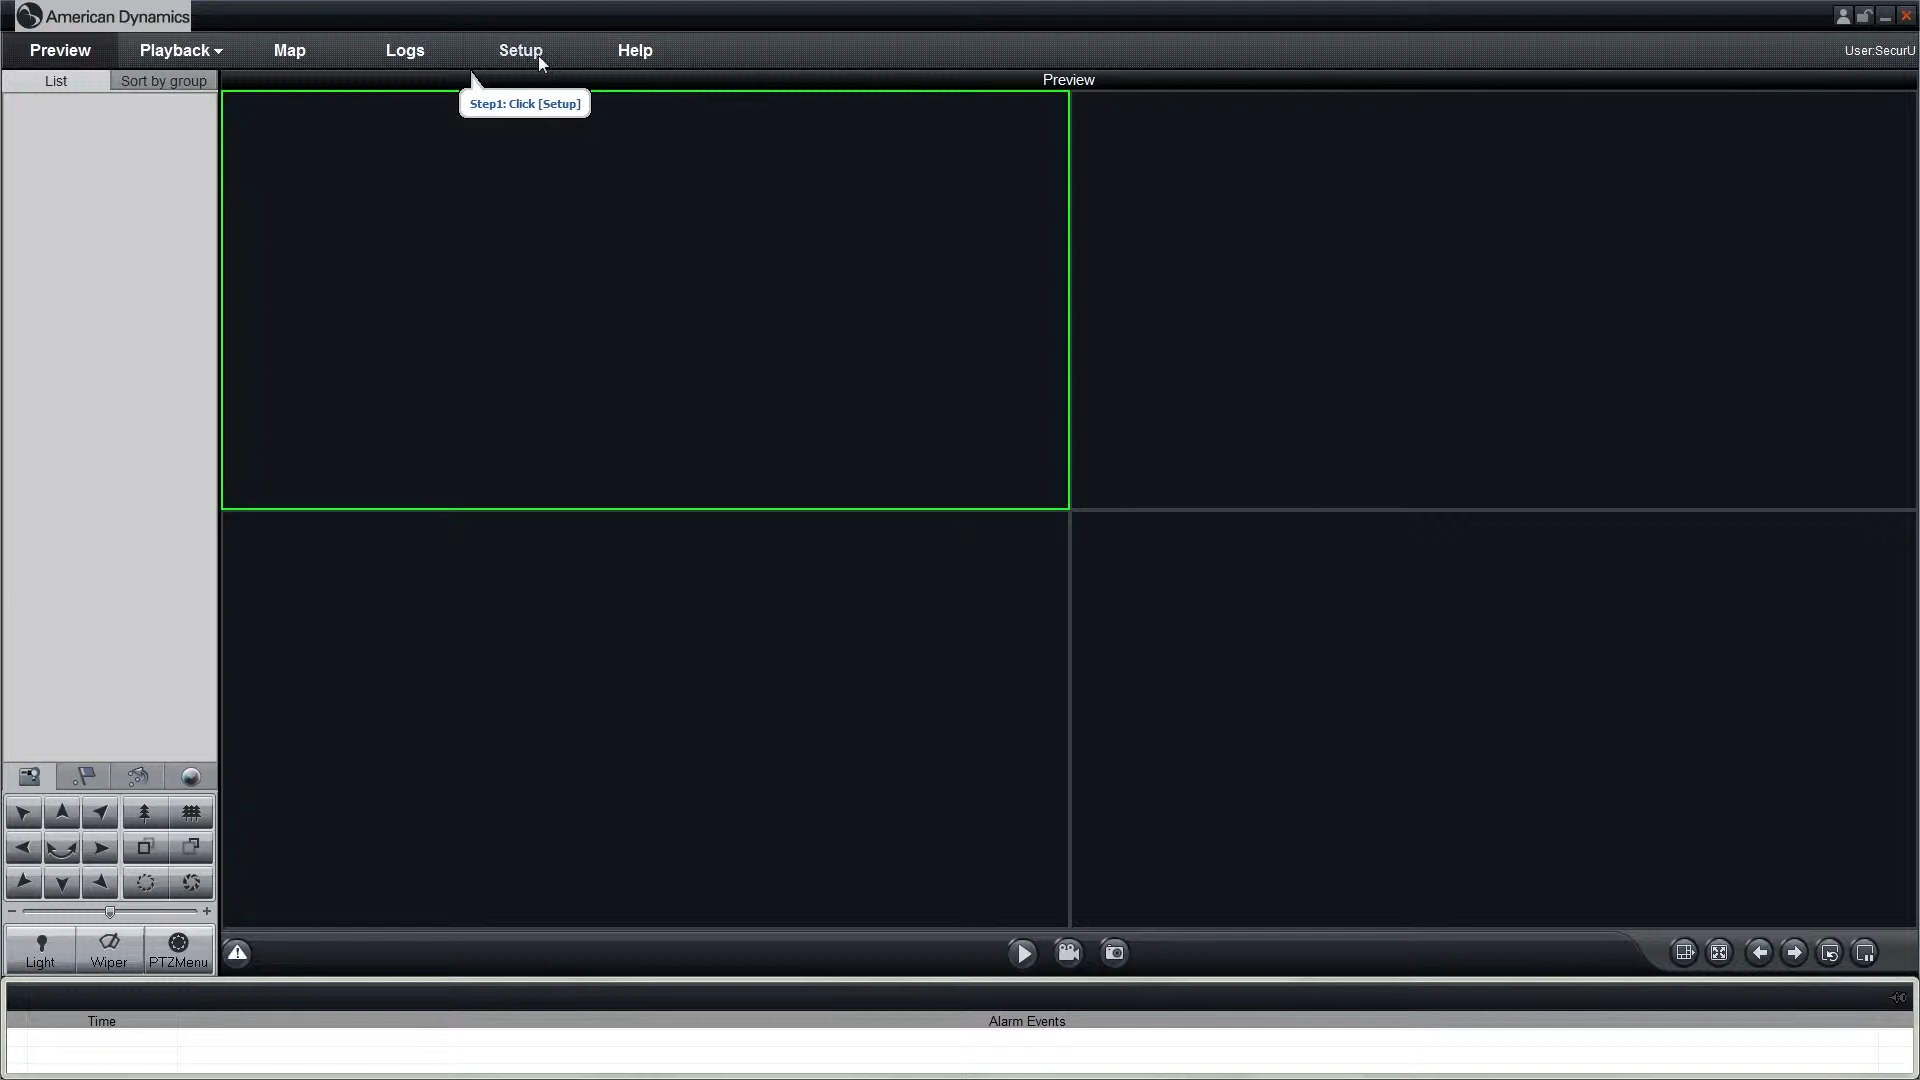 American Dynamics
Preview Playback Map Logs Setup Help User:SecurU
List Sort by group Preview
Step1: Click [Setup]
Light Wiper PTZMenu
Time Alarm Events